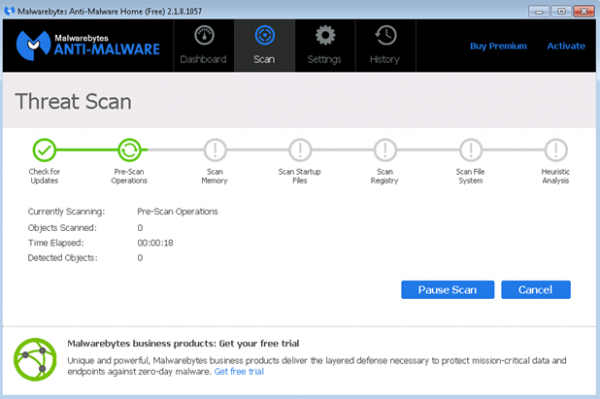 Malwarebytes Anti-Malware Home (Free) 2.1.8.1057
Malwarebytes
ANTI-MALWARE
Dashboard
Scan
Settings
History
Buy Premium
Activate
Threat Scan
Check for
Updates
Pre-Scan
Operations
Scan
Memory
Scan Startup
Files
Scan
Registry
Scan File
System
Heuristic
Analysis
Currently Scanning: Pre-Scan Operations
Objects Scanned: 0
Time Elapsed: 00:00:18
Detected Objects: 0
Pause Scan
Cancel
Malwarebytes business products: Get your free trial
Unique and powerful, Malwarebytes business products deliver the layered defense necessary to protect mission-critical data and
endpoints against zero-day malware. Get free trial